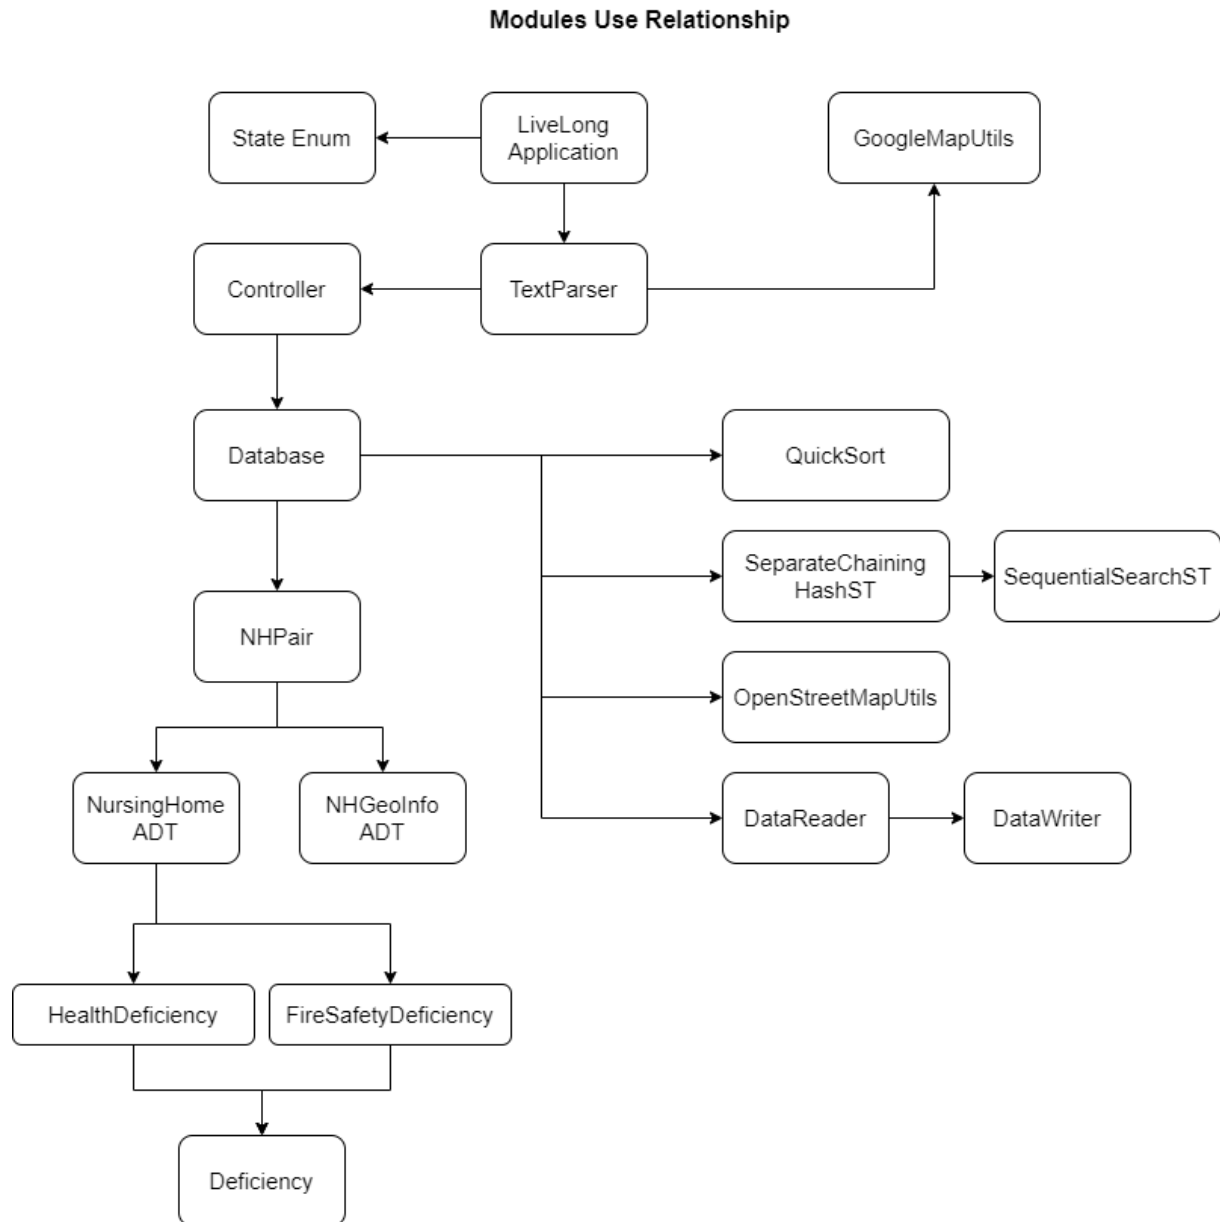 Modules Use Relationship
State Enum
LiveLong
Application
GoogleMapUtils
Controller
TextParser
Database
QuickSort
SeparateChaining
HashST
SequentialSearchST
NHPair
OpenStreetMapUtils
NursingHome
ADT
NHGeoInfo
ADT
DataReader
DataWriter
HealthDeficiency
FireSafetyDeficiency
Deficiency